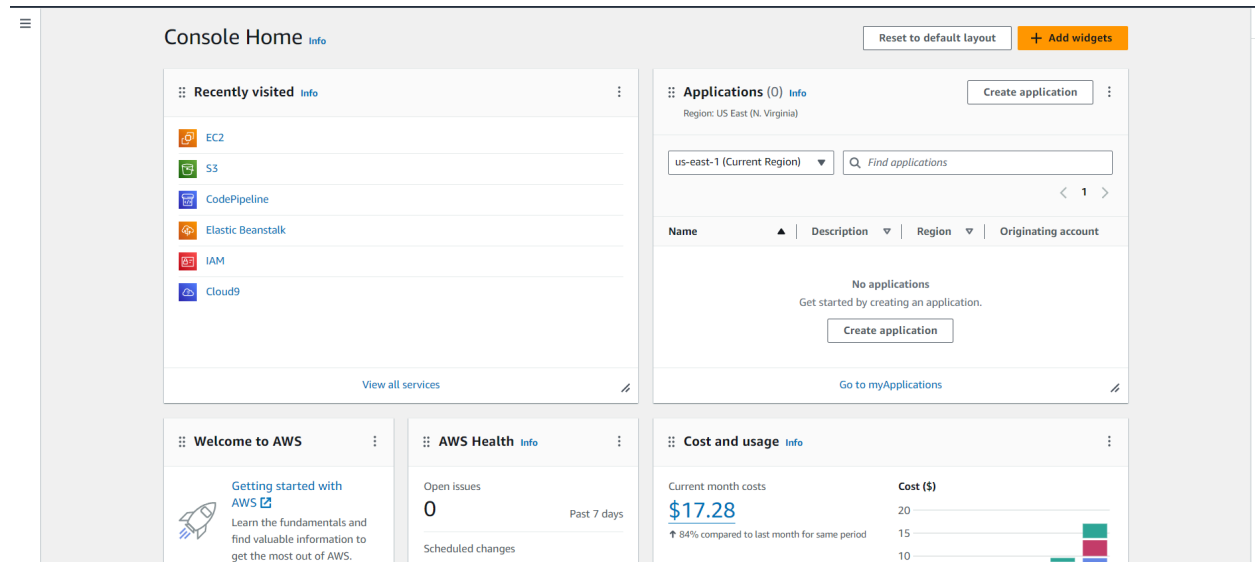 Console Home Info
Reset to default layout
+ Add widgets
Recently visited Info
EC2
S3
CodePipeline
Elastic Beanstalk
IAM
Cloud9
View all services
Applications (0) Info
Region: US East (N. Virginia)
Create application
us-east-1 (Current Region)
Find applications
1
Name
Description
Region
Originating account
No applications
Get started by creating an application.
Create application
Go to myApplications
Welcome to AWS
Getting started with
AWS
Learn the fundamentals and
find valuable information to
get the most out of AWS.
AWS Health Info
Open issues
0
Past 7 days
Scheduled changes
Cost and usage Info
Current month costs
$17.28
84% compared to last month for same period
Cost ($)
20
15
10